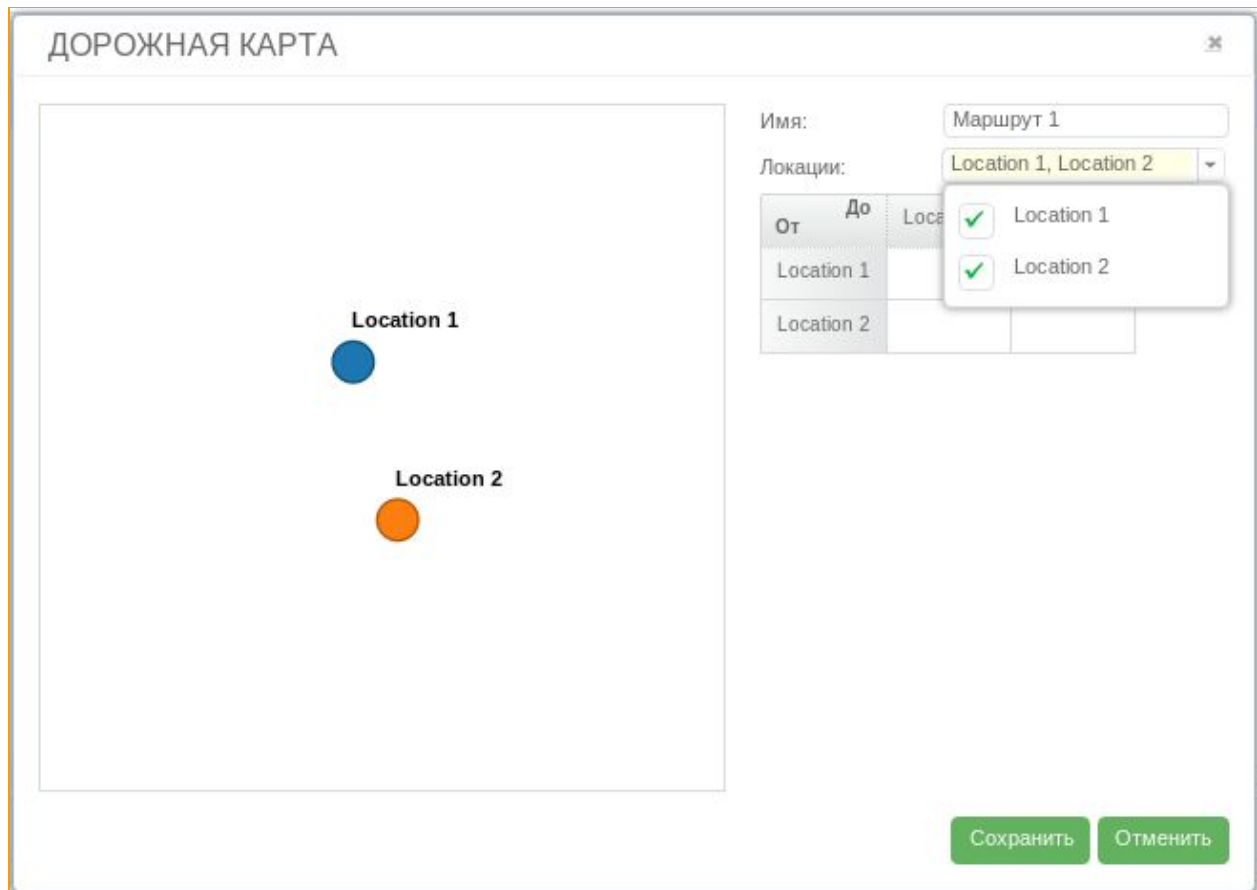 ДОРОЖНАЯ КАРТА
Имя: Маршрут 1
Локации: Location 1, Location 2
До
От
Location 1
Location 2
Location 1
Location 2
Location 1
Location 2
Сохранить Отменить